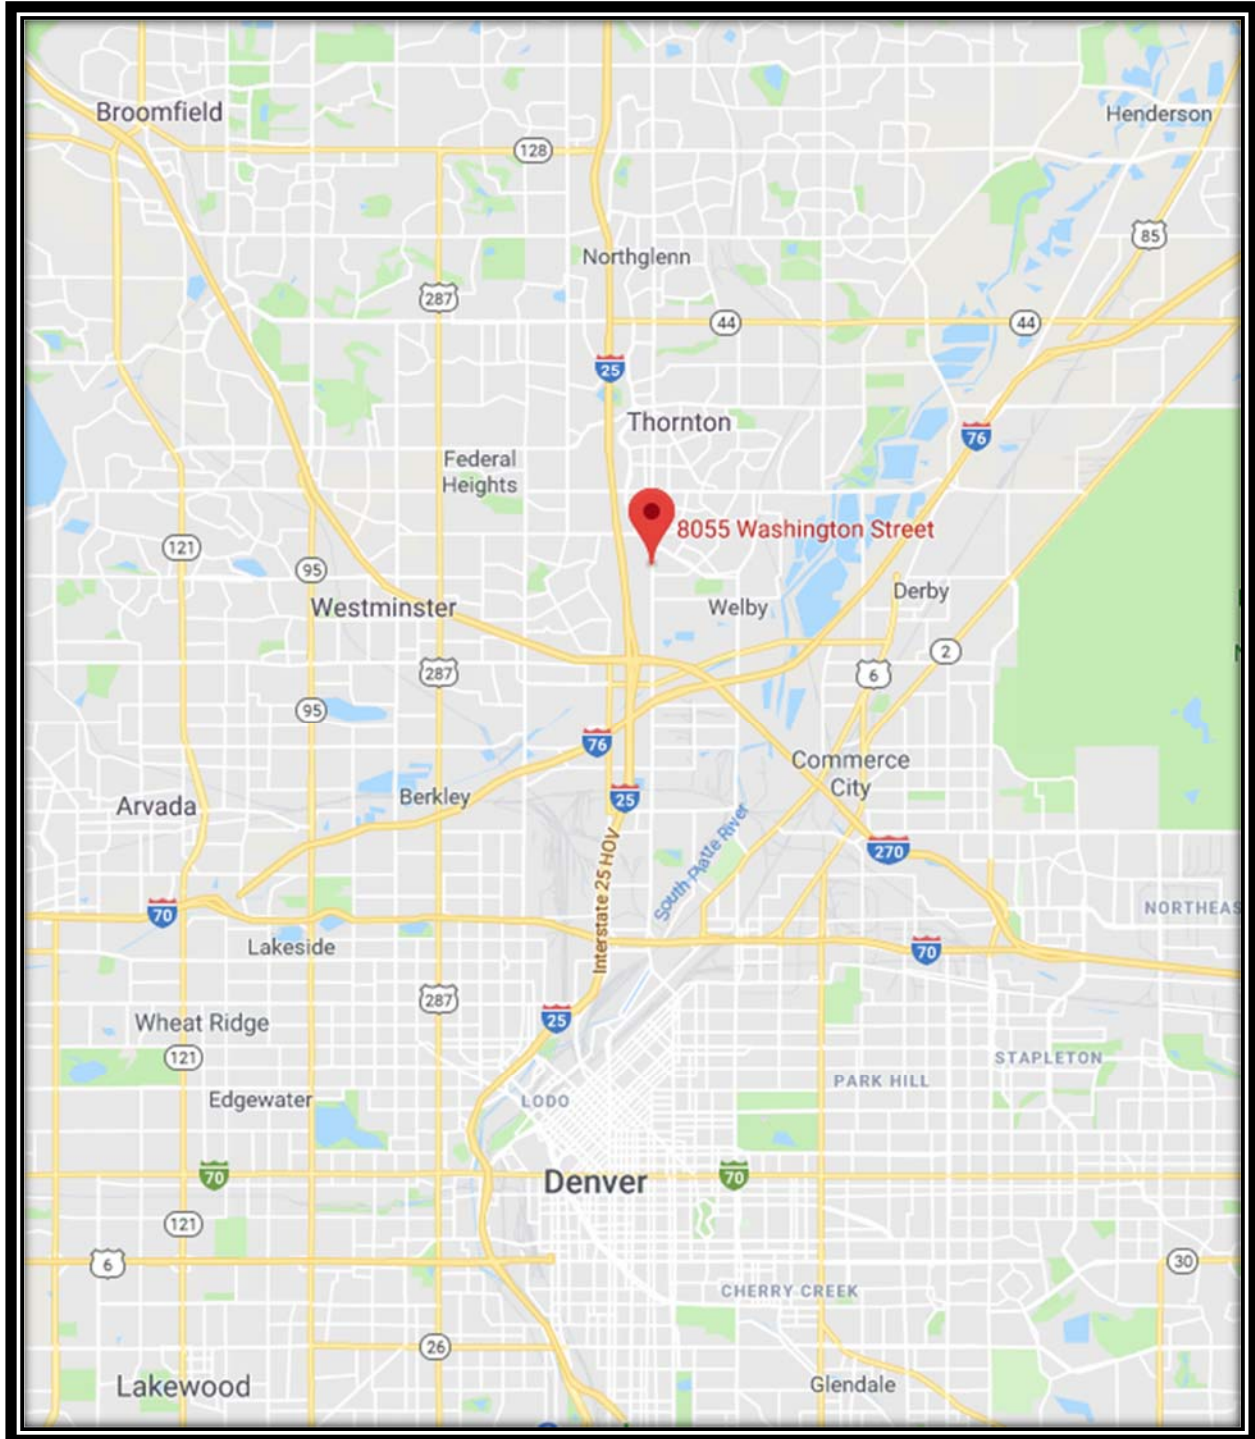 Broomfield
Henderson
128
85
Northglenn
287
44
44
25
Thornton
76
Federal
Heights
8055 Washington Street
121
95
Derby
Westminster
Welby
2
287
6
95
76
Commerce
City
Berkley
25
Arvada
South Platte River
Interstate 25 HOV
270
70
NORTHEAS
Lakeside
70
287
25
Wheat Ridge
121
STAPLETON
PARK HILL
Edgewater
LODO
70
Denver
70
121
6
30
CHERRY CREEK
26
Lakewood
Glendale